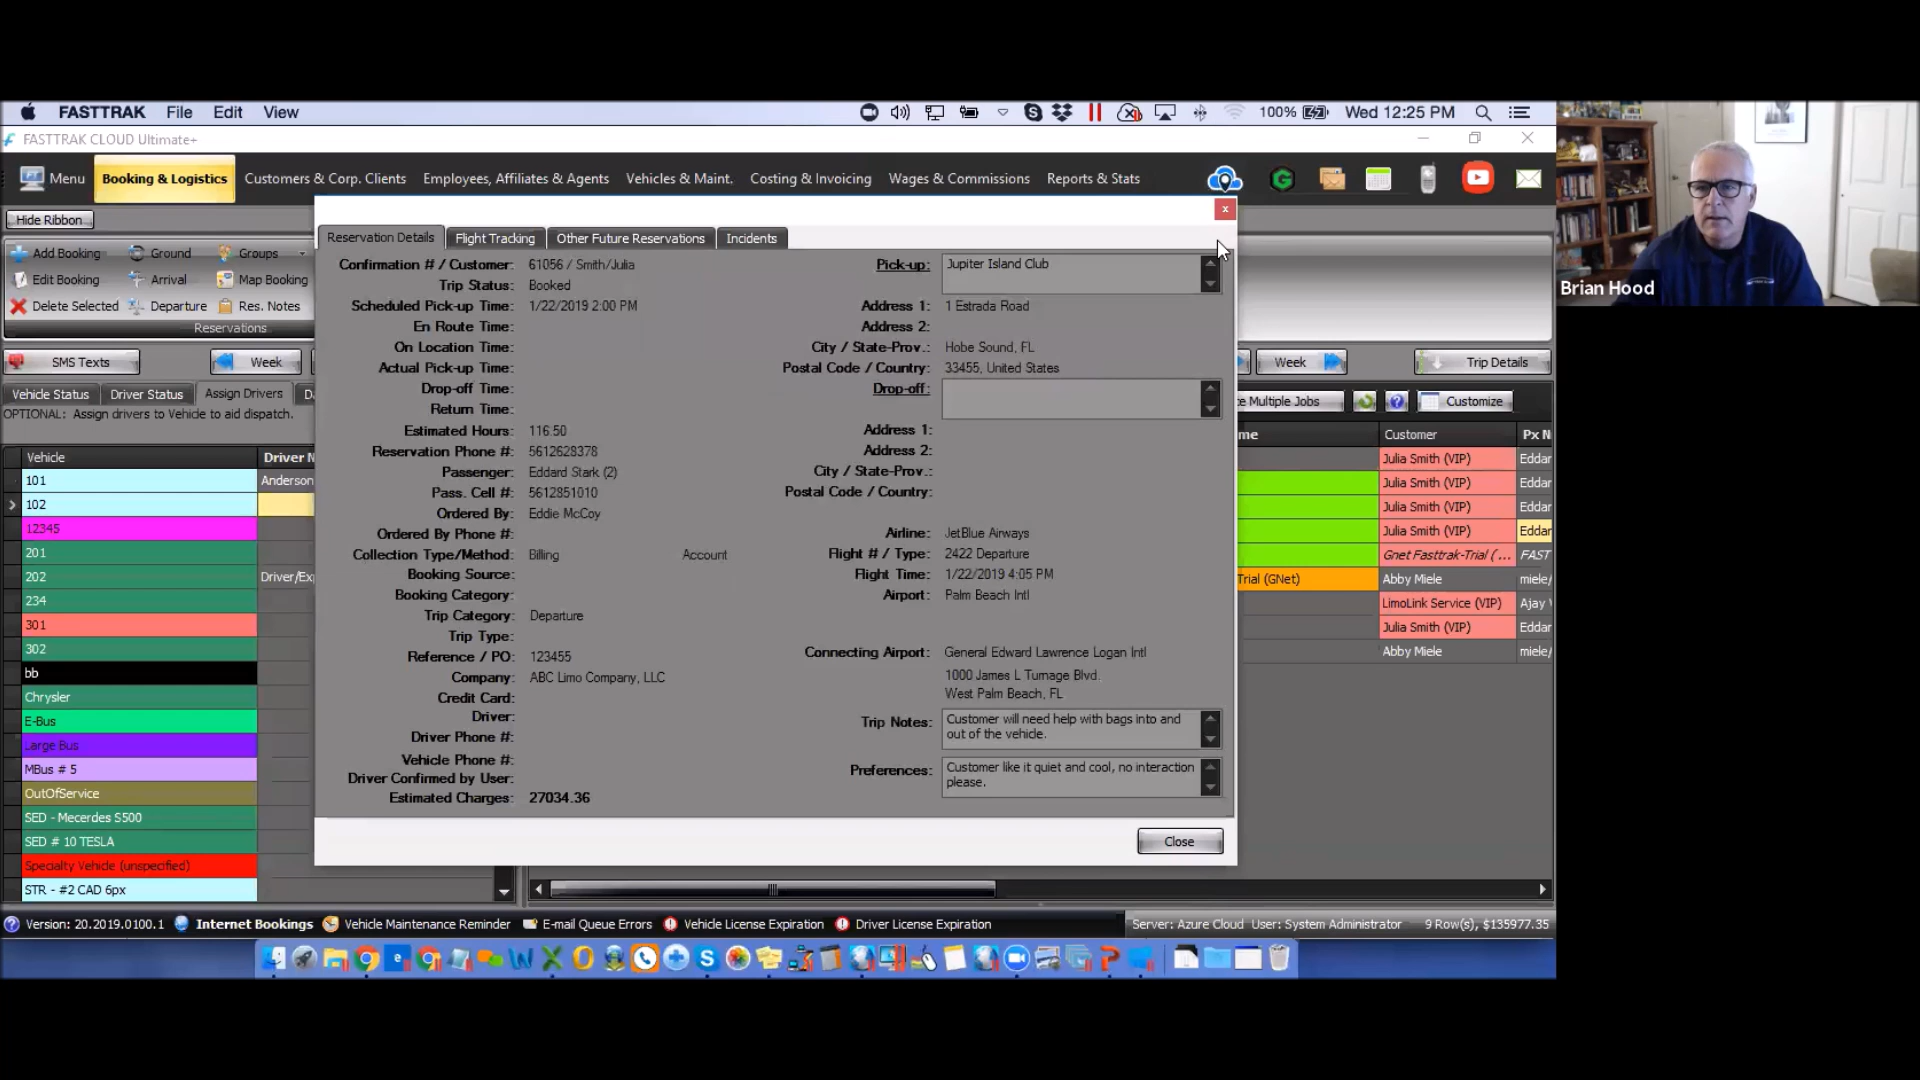 FASTTRAK File Edit View 100% Wed 12:25 PM
FASTTRAK CLOUD Ultimate+
Menu Booking & Logistics Customers & Corp. Clients Employees, Affiliates & Agents Vehicles & Maint. Costing & Invoicing Wages & Commissions Reports & Stats
Hide Ribbon
Add Booking Ground Groups
Edit Booking Arrival Map Booking
Delete Selected Departure Res. Notes
Reservations
SMS Texts Week Week Trip Details
Vehicle Status Driver Status Assign Drivers
Multiple Jobs Customize
OPTIONAL: Assign drivers to Vehicle to aid dispatch.
Vehicle Driver N
101 Anderson
102
12345
201
202 Driver/Ex
234
301
302
bb
Chrysler
E-Bus
Large Bus
MBus # 5
OutOfService
SED - Mecerdes S500
SED # 10 TESLA
Specialty Vehicle (unspecified)
STR - #2 CAD 6px
Reservation Details Flight Tracking Other Future Reservations Incidents
Confirmation # / Customer: 61056 / Smith/Julia
Trip Status: Booked
Scheduled Pick-up Time: 1/22/2019 2:00 PM
En Route Time:
On Location Time:
Actual Pick-up Time:
Drop-off Time:
Return Time:
Estimated Hours: 116.50
Reservation Phone #: 5612628378
Passenger: Eddard Stark (2)
Pass. Cell #: 5612851010
Ordered By: Eddie McCoy
Ordered By Phone #:
Collection Type/Method: Billing Account
Booking Source:
Booking Category:
Trip Category: Departure
Trip Type:
Reference / PO: 123455
Company: ABC Limo Company, LLC
Credit Card:
Driver:
Driver Phone #:
Vehicle Phone #:
Driver Confirmed by User:
Estimated Charges: 27034.36
Pick-up: Jupiter Island Club
Address 1: 1 Estrada Road
Address 2:
City / State-Prov.: Hobe Sound, FL
Postal Code / Country: 33455, United States
Drop-off:
Address 1:
Address 2:
City / State-Prov.:
Postal Code / Country:
Airline: JetBlue Airways
Flight # / Type: 2422 Departure
Flight Time: 1/22/2019 4:05 PM
Airport: Palm Beach Intl
Connecting Airport: General Edward Lawrence Logan Intl
1000 James L Turnage Blvd.
West Palm Beach, FL
Trip Notes: Customer will need help with bags into and
out of the vehicle.
Preferences: Customer like it quiet and cool, no interaction
please.
Close
me Customer Px N
Julia Smith (VIP) Eddar
Julia Smith (VIP) Eddar
Julia Smith (VIP) Eddar
Julia Smith (VIP) Eddar
Gnet Fasttrak-Trial (... FAST
Trial (GNet) Abby Miele miele/
LimoLink Service (VIP) Ajay
Julia Smith (VIP) Eddar
Abby Miele miele/
Version: 20.2019.0100.1 Internet Bookings Vehicle Maintenance Reminder E-mail Queue Errors Vehicle License Expiration Driver License Expiration Server: Azure Cloud User: System Administrator 9 Row(s), $135977.35
Brian Hood